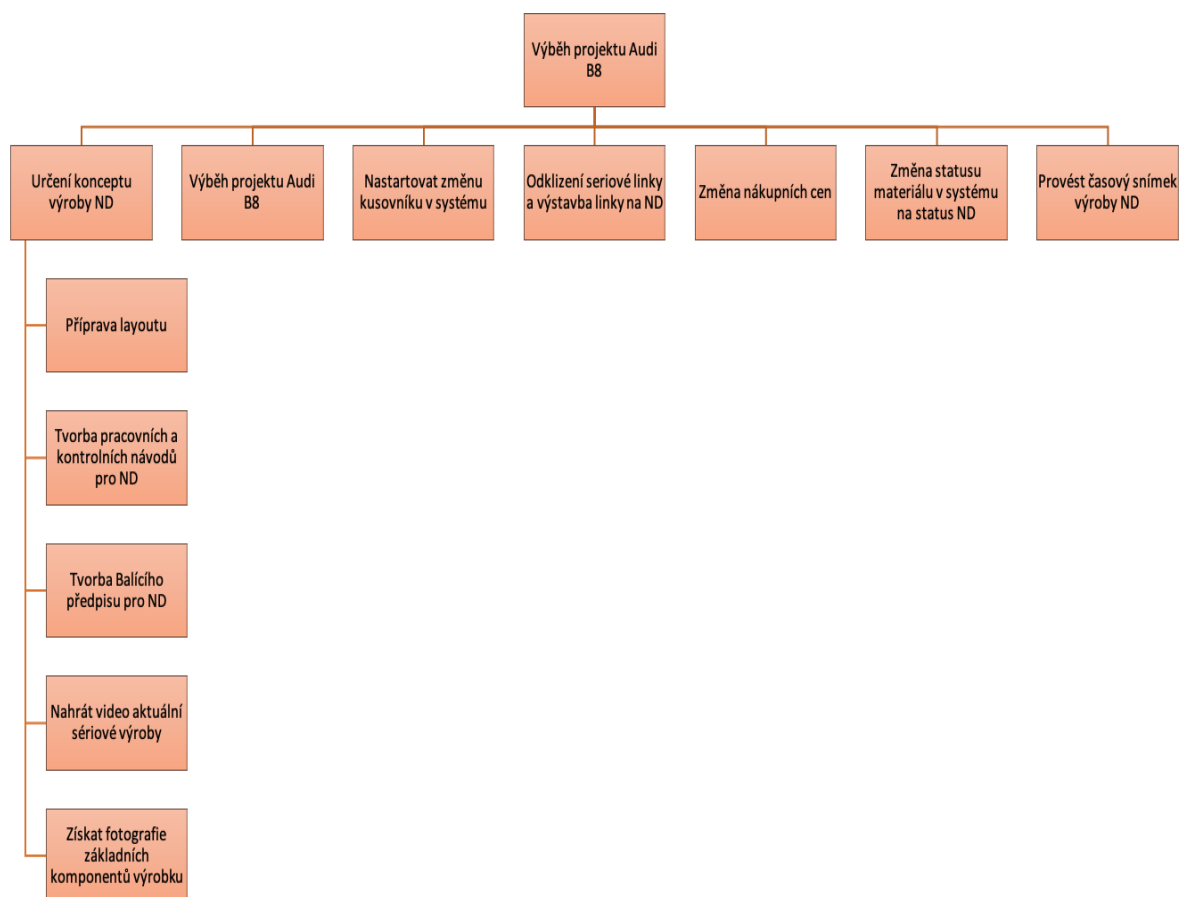 Výběh projektu Audi
B8
Určení konceptu
výroby ND
Výběh projektu Audi
B8
Nastartovat změnu
kusovníku v systému
Odklizení seriové linky
a výstavba linky na ND
Změna nákupních cen
Změna statusu
materiálu v systému
na status ND
Provést časový snímek
výroby ND
Příprava layoutu
Tvorba pracovních a
kontrolních návodů
pro ND
Tvorba Balícího
předpisu pro ND
Nahrát video aktuální
sériové výroby
Získat fotografie
základních
komponentů výrobku